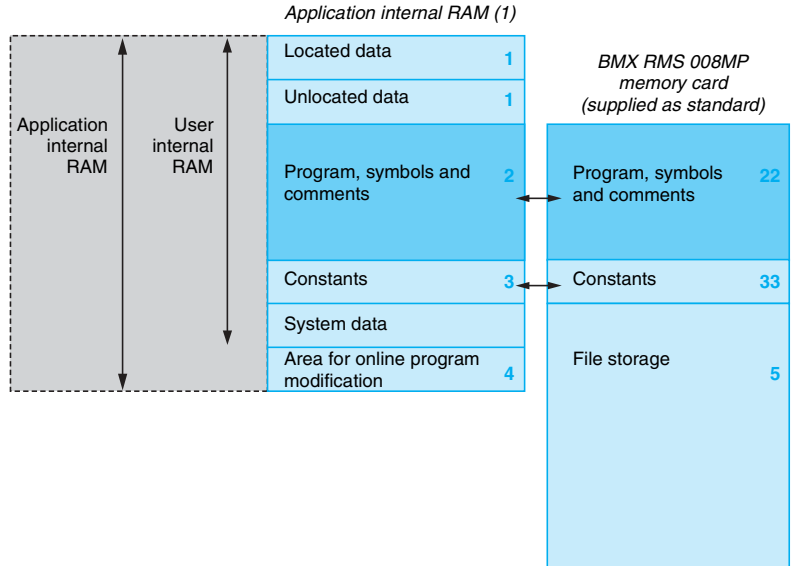 Application internal RAM (1)
Located data 1
Unlocated data 1
Application
internal
RAM
User
internal
RAM
Program, symbols and 2
comments
Constants 3
System data
Area for online program
modification 4
BMX RMS 008MP
memory card
(supplied as standard)
Program, symbols 22
and comments
Constants 33
File storage
5